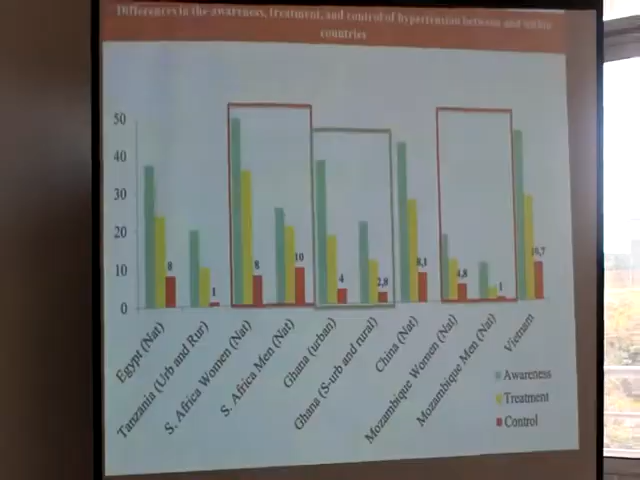 Differences in the awareness, treatment, and control of hypertension between and within
countries
50
40
30
20
10
0
8
1
8
10
4
2,8
8,1
4,8
1
10,7
Egypt (Nat)
Tanzania (Urb and Rur)
S. Africa Women (Nat)
S. Africa Men (Nat)
Ghana (urban)
Ghana (S-urb and rural)
China (Nat)
Mozambique Women (Nat)
Mozambique Men (Nat)
Vietnam
Awareness
Treatment
Control